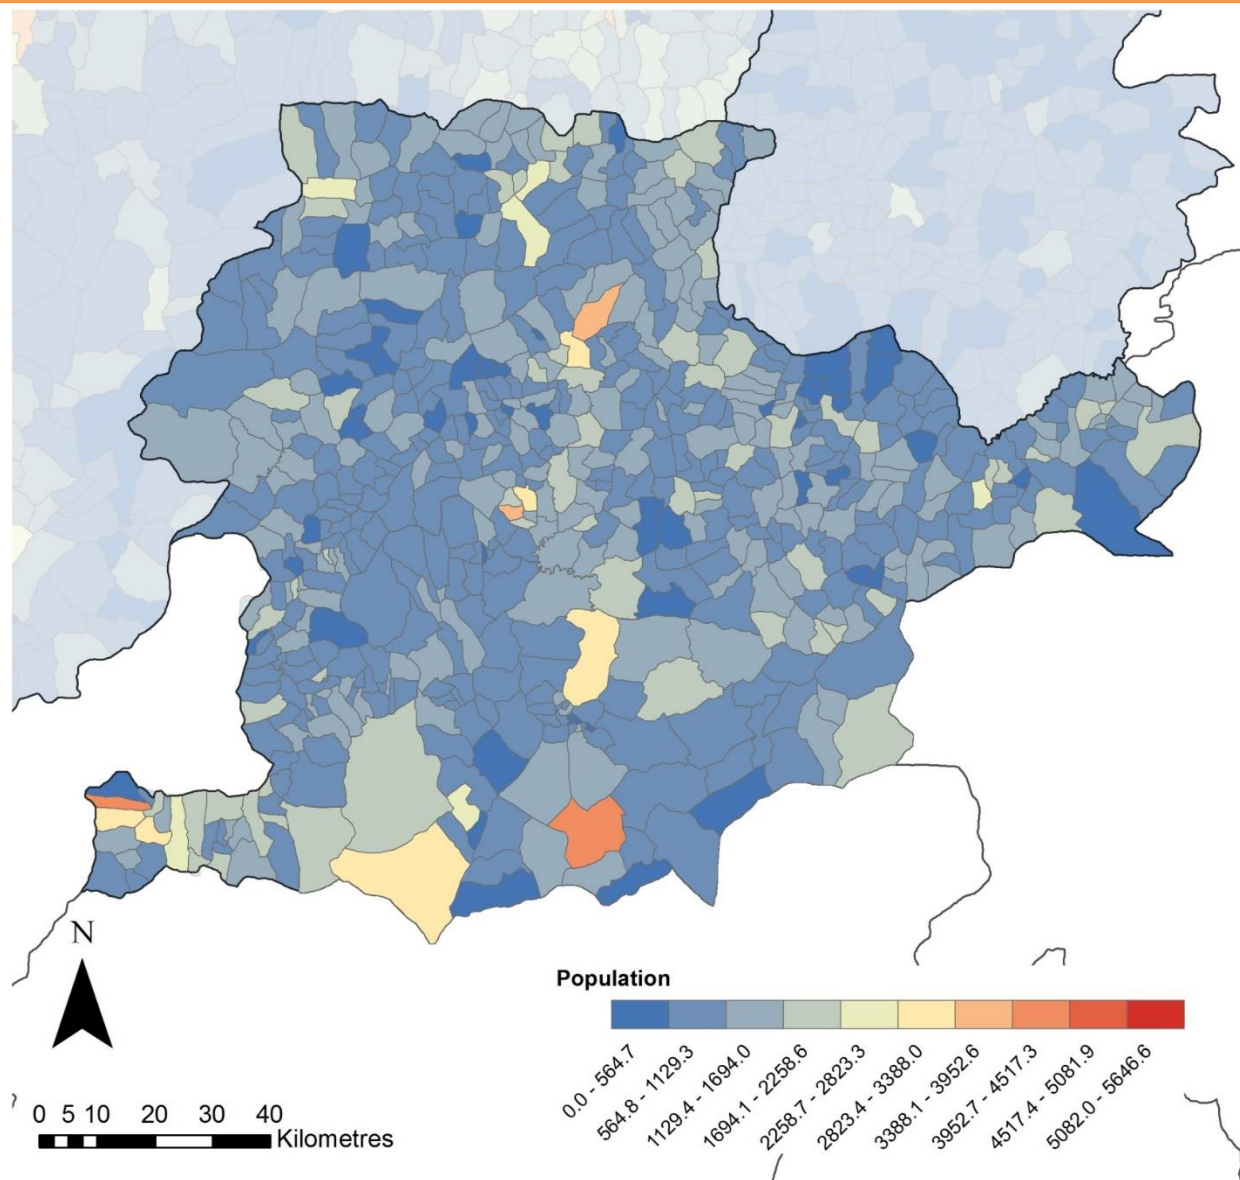 N
Population
0.0 - 564.7
564.8 - 1129.3
1129.4 - 1694.0
1694.1 - 2258.6
2258.7 - 2823.3
2823.4 - 3388.0
3388.1 - 3952.6
3952.7 - 4517.3
4517.4 - 5081.9
5082.0 - 5646.6
0 5 10 20 30 40
Kilometres